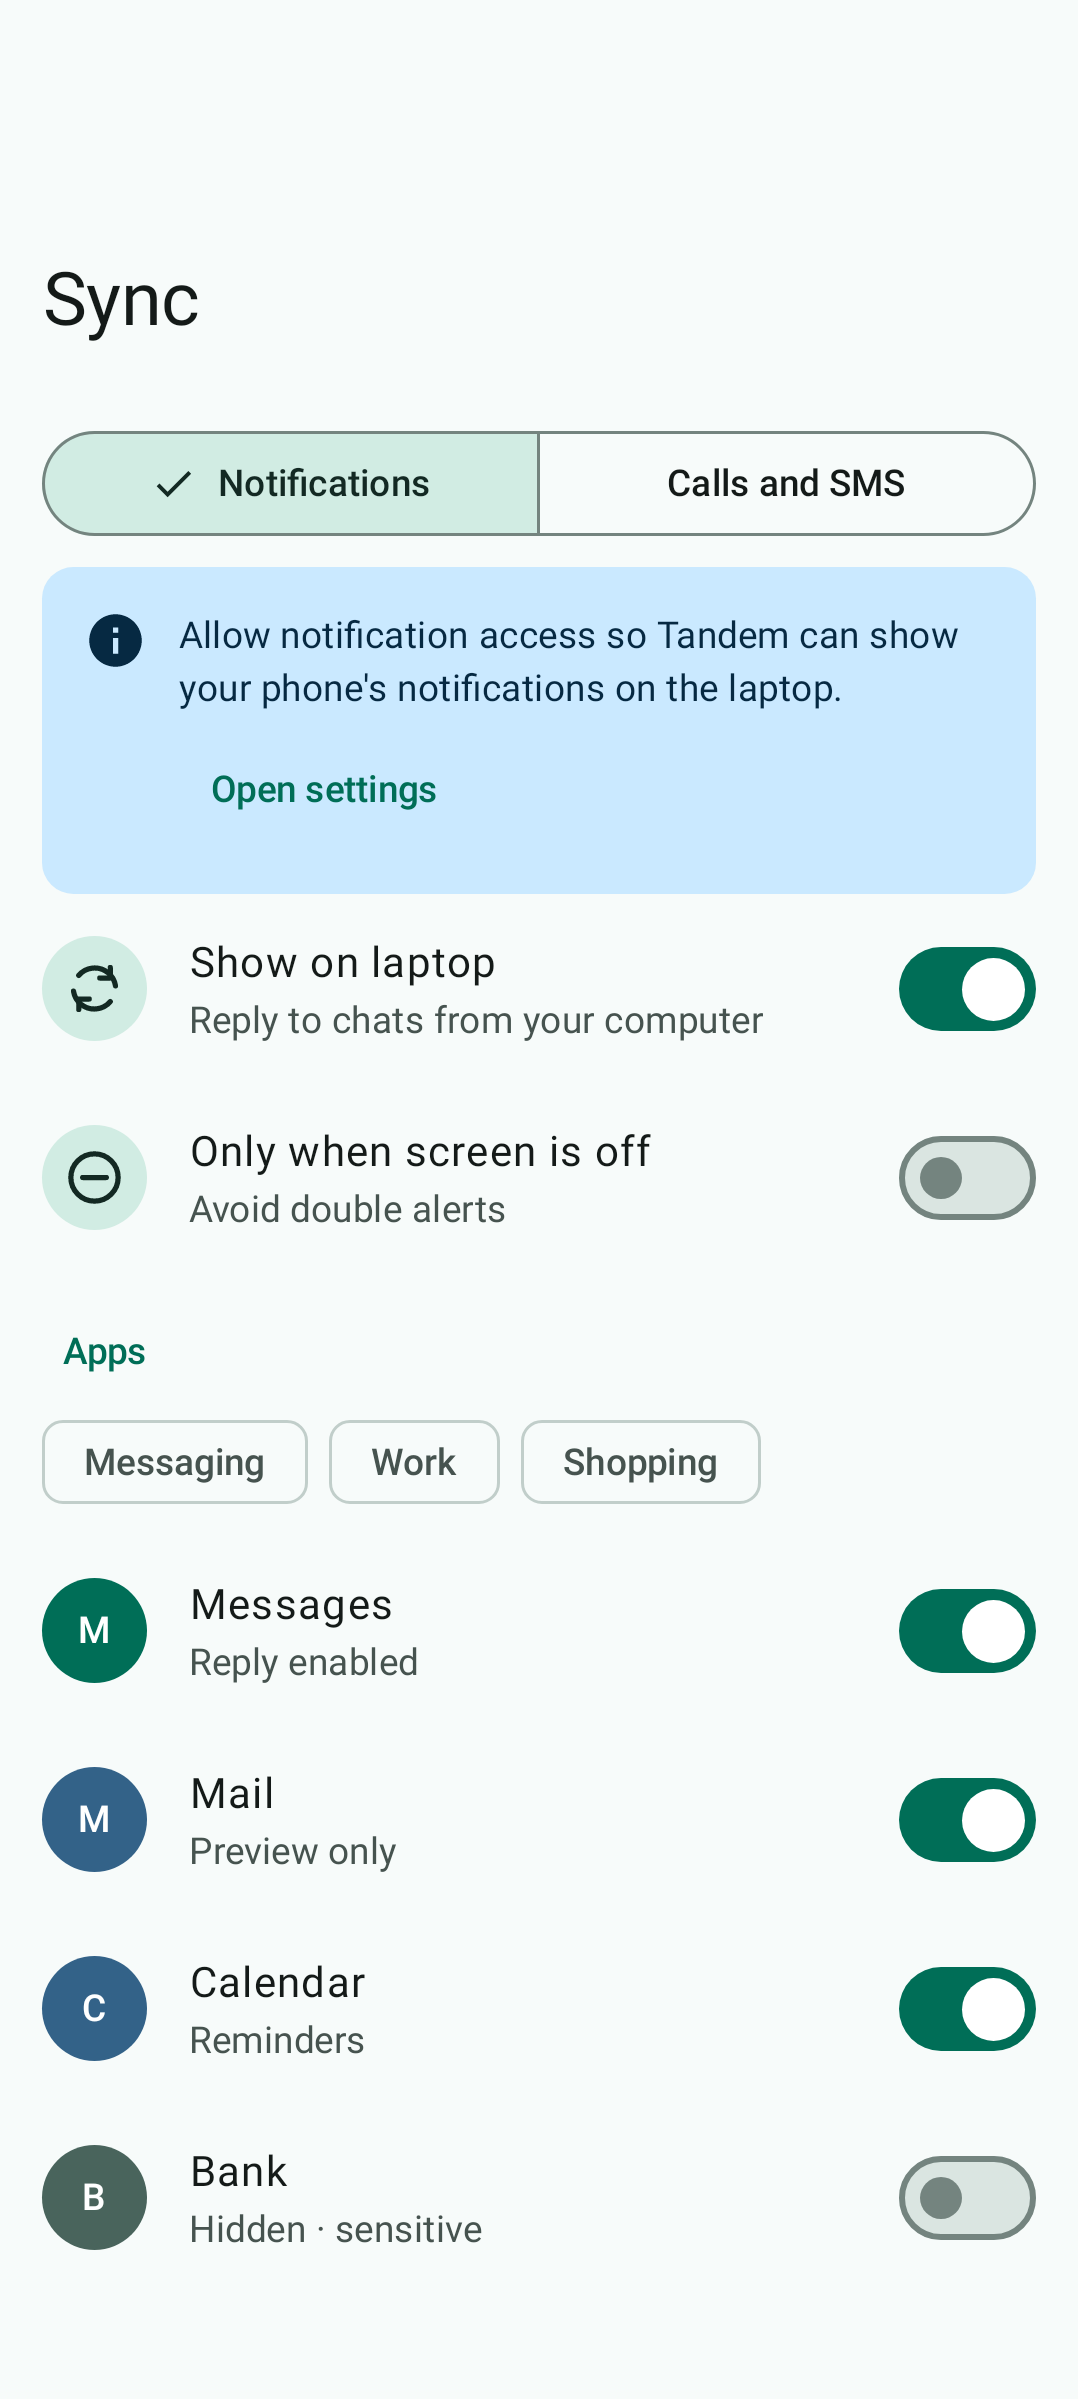 Sync
Notifications
Calls and SMS
Allow notification access so Tandem can show
your phone's notifications on the laptop.
Open settings
Show on laptop
Reply to chats from your computer
Only when screen is off
Avoid double alerts
Apps
Messaging
Work
Shopping
M
Messages
Reply enabled
M
Mail
Preview only
C
Calendar
Reminders
B
Bank
Hidden · sensitive